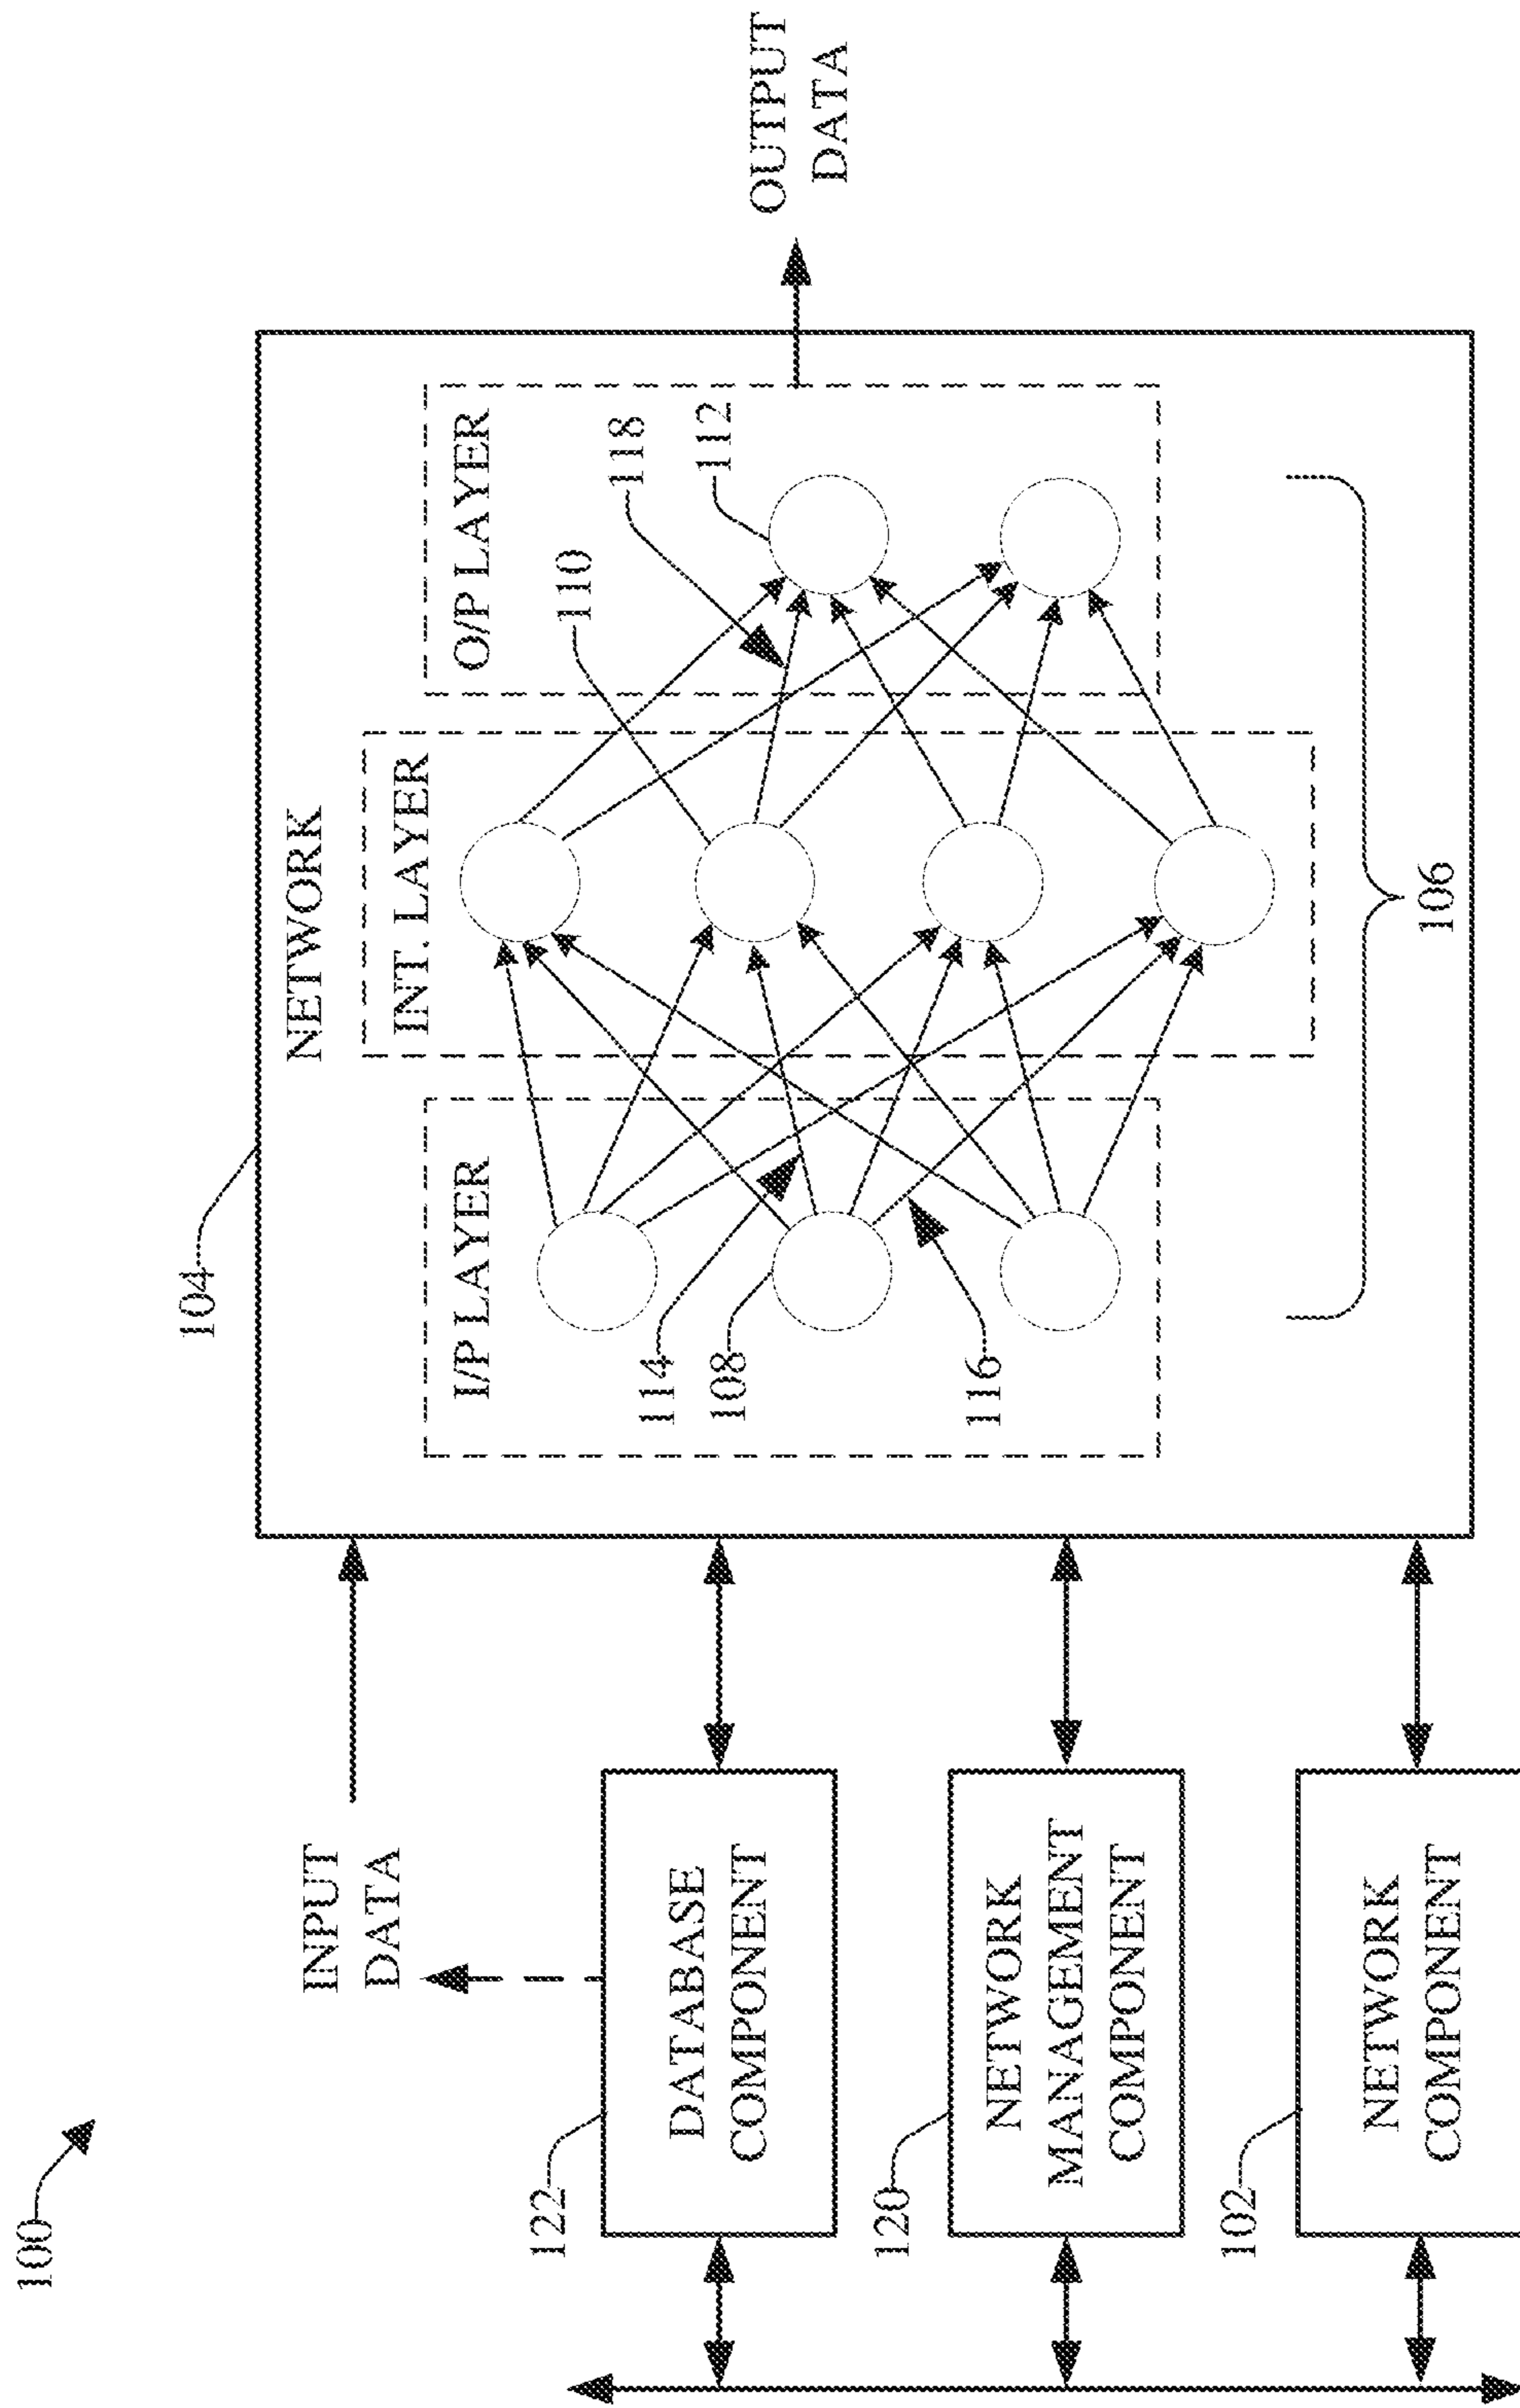 100
104
NETWORK
INPUT
DATA
I/P LAYER
INT. LAYER
O/P LAYER
114
108
116
110
118
112
106
OUTPUT
DATA
122
DATABASE
COMPONENT
120
NETWORK
MANAGEMENT
COMPONENT
102
NETWORK
COMPONENT